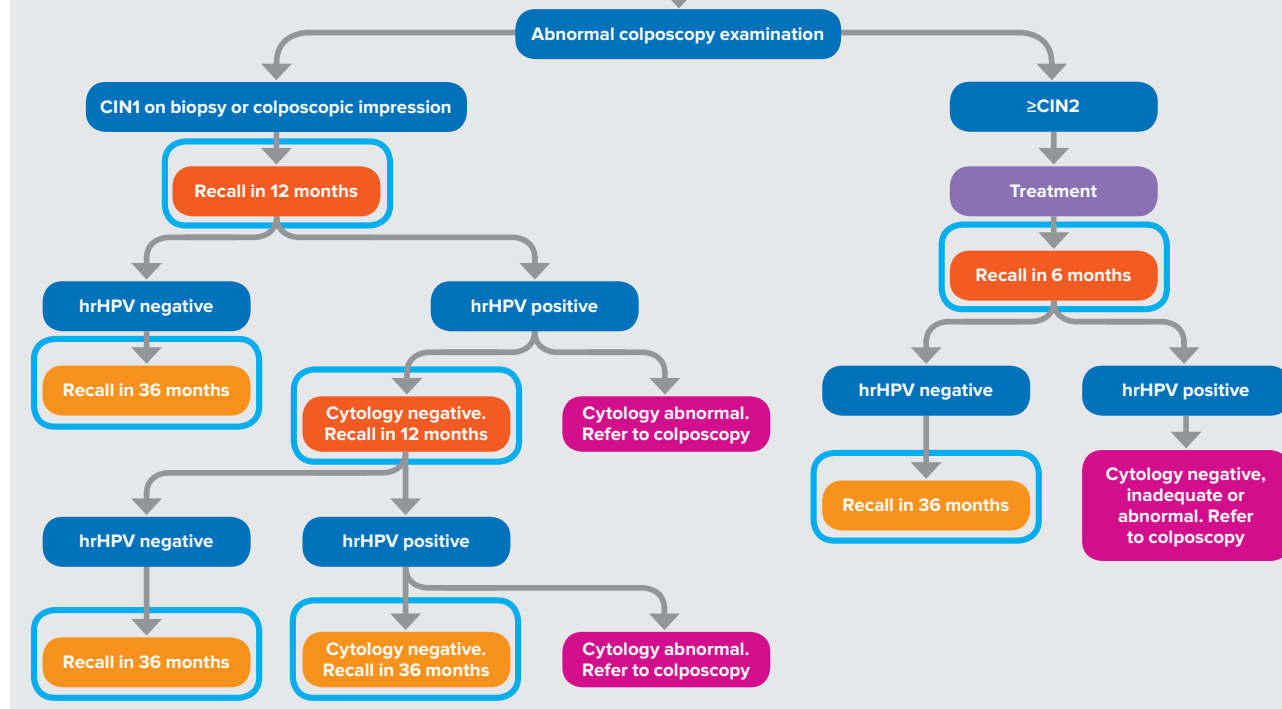 Abnormal colposcopy examination
CIN1 on biopsy or colposcopic impression
≥CIN2
Recall in 12 months
Treatment
Recall in 6 months
hrHPV negative
hrHPV positive
Recall in 36 months
Cytology negative.
Recall in 12 months
Cytology abnormal.
Refer to colposcopy
hrHPV negative
hrHPV positive
Recall in 36 months
Cytology negative,
inadequate or
abnormal. Refer
to colposcopy
hrHPV negative
hrHPV positive
Recall in 36 months
Cytology negative.
Recall in 36 months
Cytology abnormal.
Refer to colposcopy